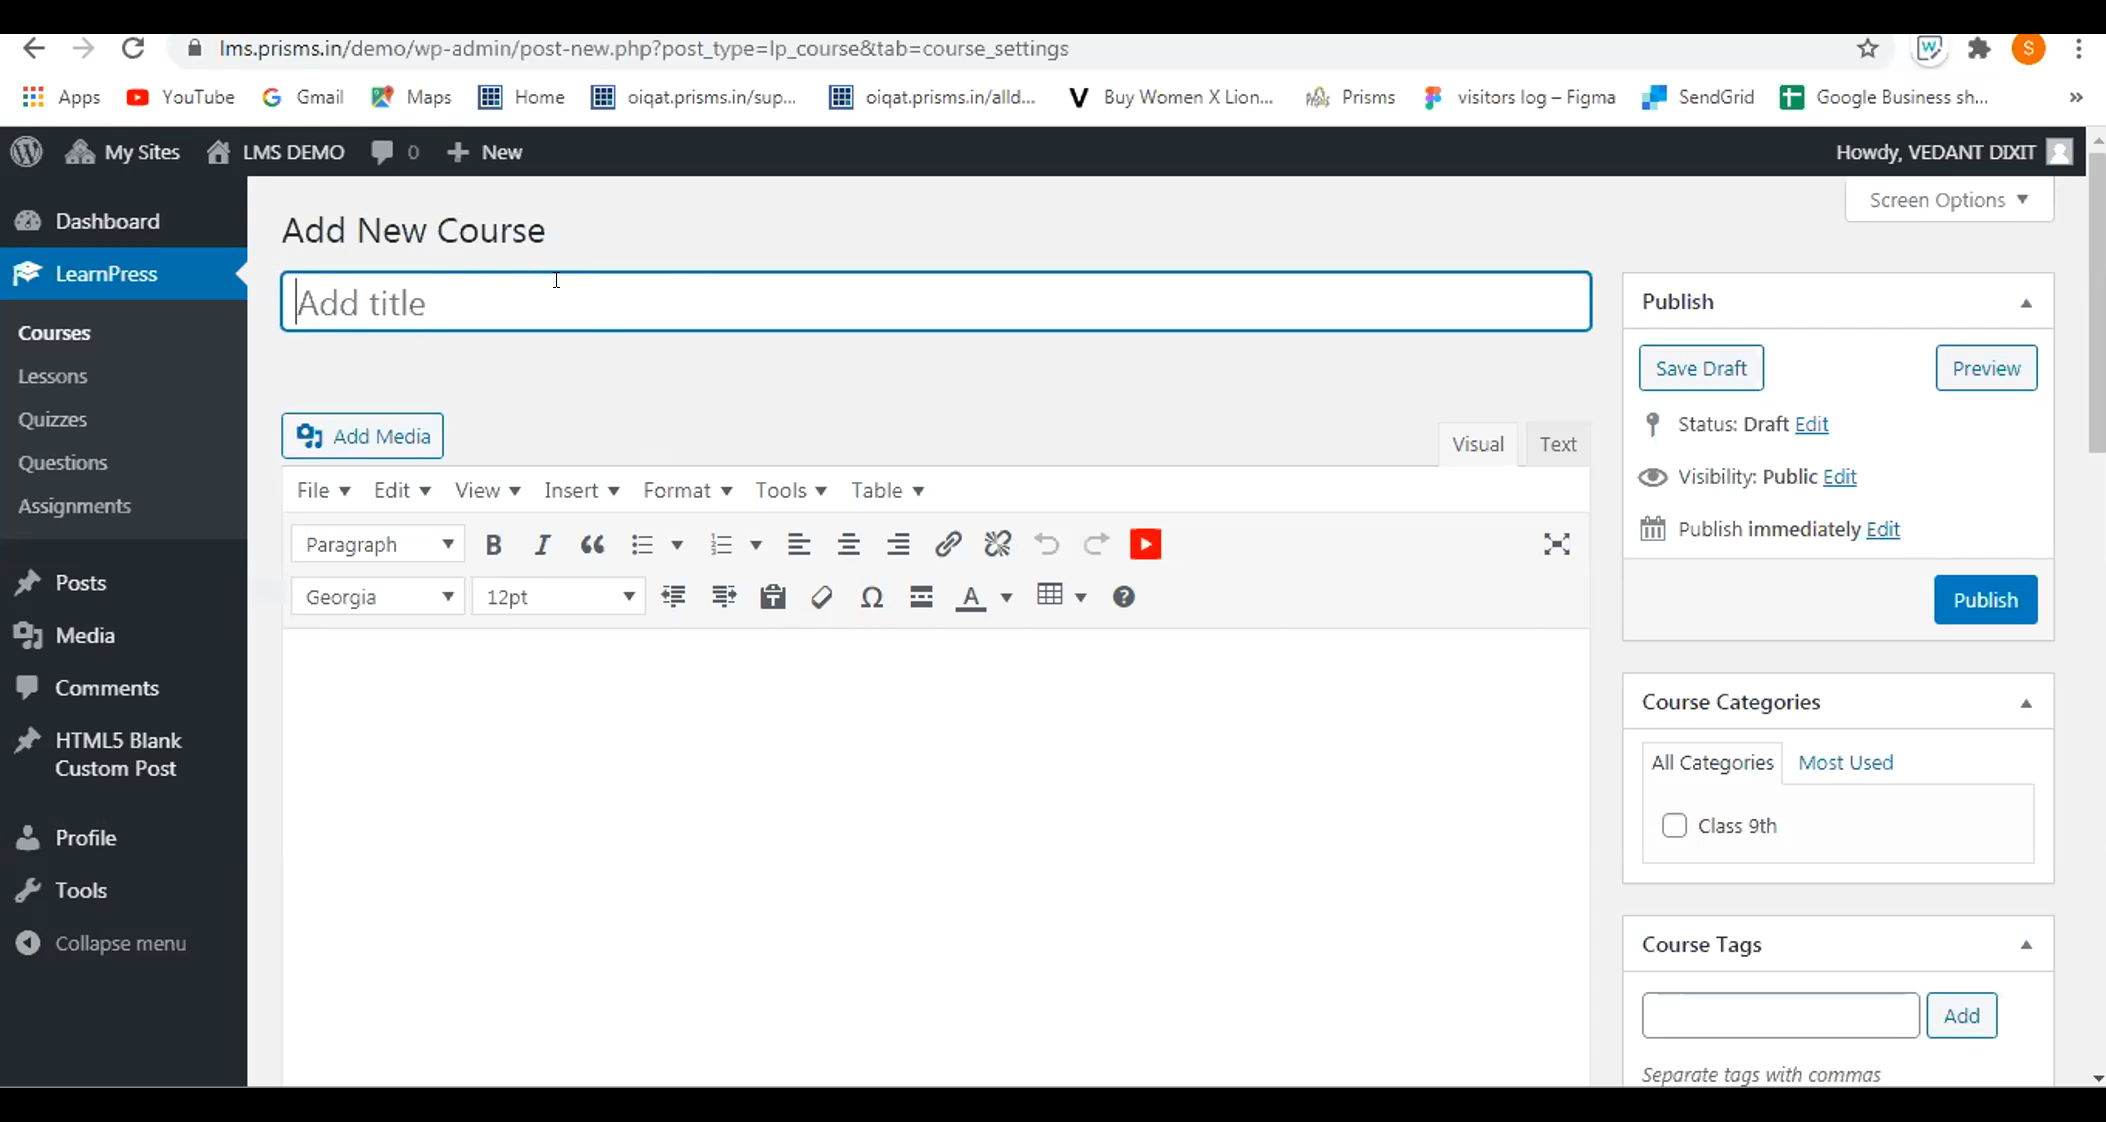 lms.prisms.in/demo/wp-admin/post-new.php?post_type=lp_course&tab=course_settings
S
Apps YouTube Gmail Maps Home oiqat.prisms.in/sup... oiqat.prisms.in/alld... Buy Women X Lion... Prisms visitors log – Figma SendGrid Google Business sh... »
My Sites LMS DEMO 0 + New Howdy, VEDANT DIXIT
Screen Options
Dashboard
LearnPress
Courses
Lessons
Quizzes
Questions
Assignments
Posts
Media
Comments
HTML5 Blank
Custom Post
Profile
Tools
Collapse menu
Add New Course
Add title
Add Media
Visual Text
File Edit View Insert Format Tools Table
Paragraph
Georgia 12pt
Publish
Save Draft Preview
Status: Draft Edit
Visibility: Public Edit
Publish immediately Edit
Publish
Course Categories
All Categories Most Used
Class 9th
Course Tags
Add
Separate tags with commas